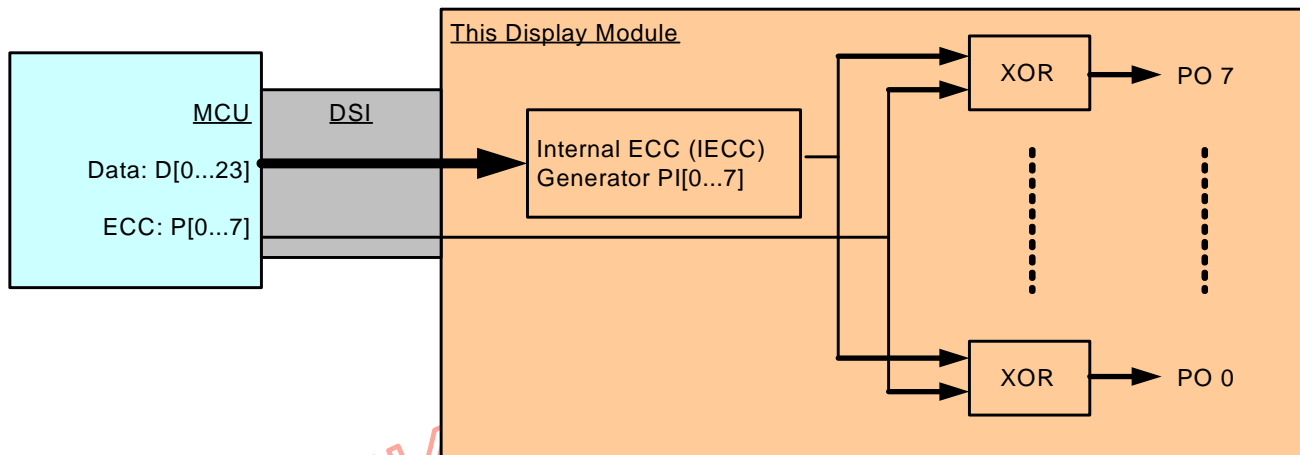 This Display Module
MCU
DSI
Data: D[0...23]
ECC: P[0...7]
Internal ECC (IECC)
Generator PI[0...7]
XOR
PO 7
XOR
PO 0